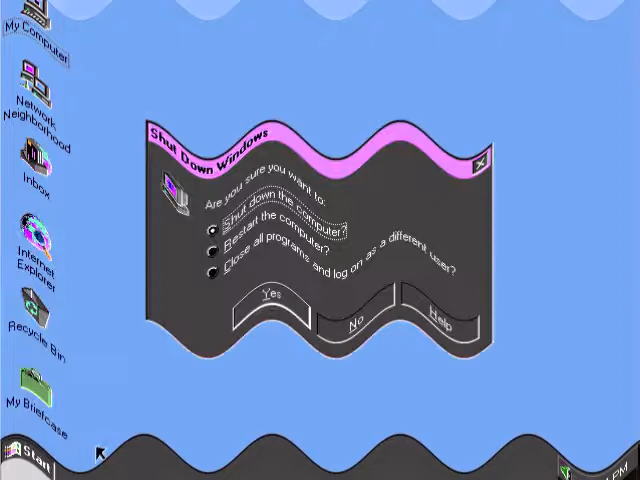 My Computer
Network
Neighborhood
Inbox
Internet
Explorer
Recycle Bin
My Briefcase
Shut Down Windows
Are you sure you want to:
Shut down the computer?
Restart the computer?
Close all programs and log on as a different user?
Yes
No
Help
Start
PM